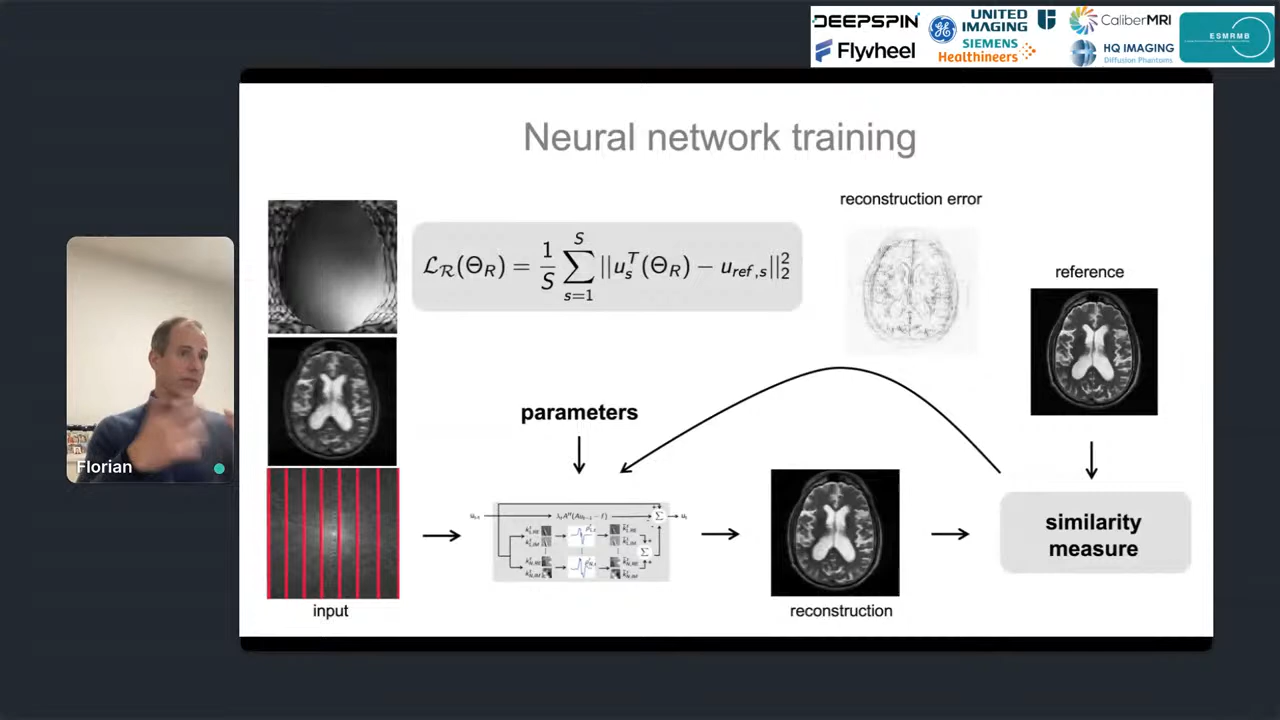 DEEPSPIN
UNITED
IMAGING
CaliberMRI
ESMRMB
Flywheel
SIEMENS
Healthineers
HQ IMAGING
Diffusion Phantoms
Neural network training
reconstruction error
L_R(Θ_R) = 1/S ∑_{s=1}^{S} ||u_s^T(Θ_R) − u_{ref,s}||_2^2
reference
parameters
Florian
similarity
measure
input
reconstruction